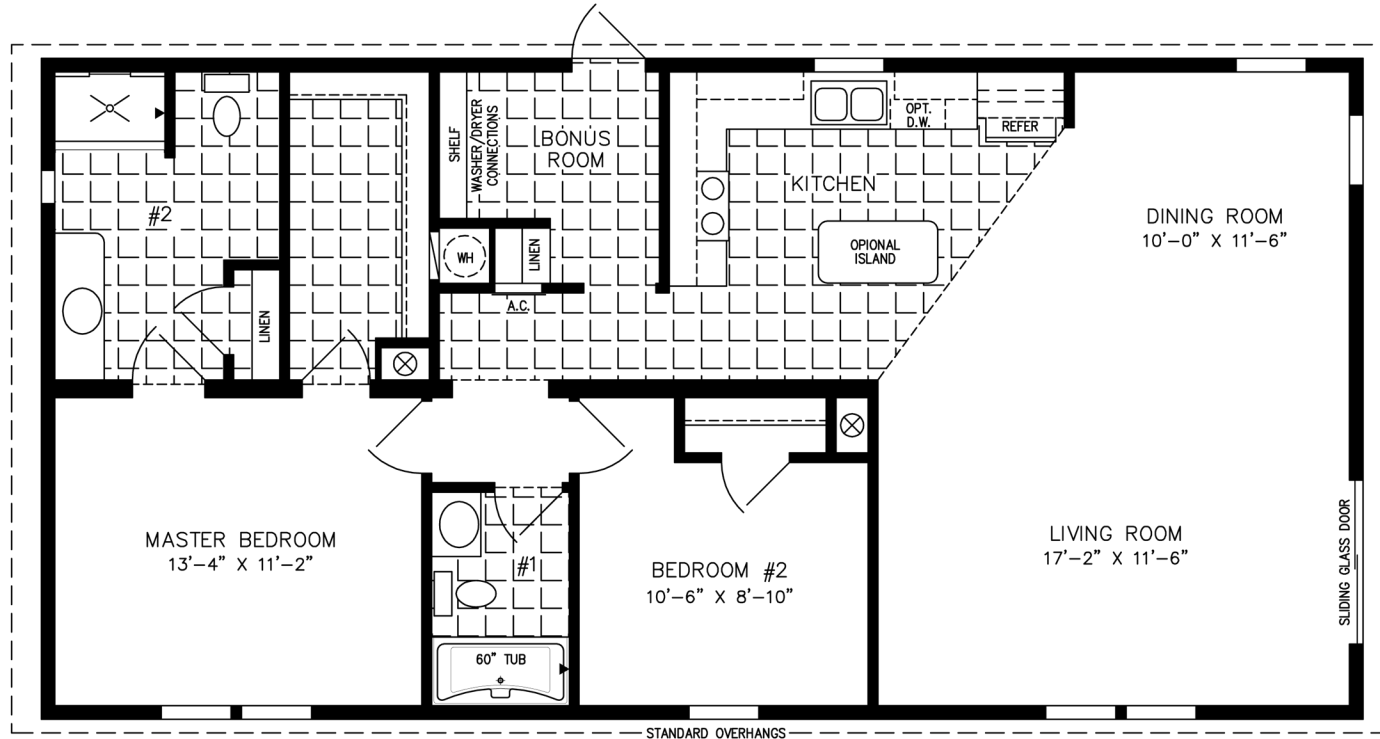 SHELF
WASHER/DRYER
CONNECTIONS
BONUS
ROOM
OPT.
D.W.
REFER
KITCHEN
#2
DINING ROOM
10'-0" X 11'-6"
OPIONAL
ISLAND
WH
LINEN
A.C.
LINEN
MASTER BEDROOM
13'-4" X 11'-2"
#1
BEDROOM #2
10'-6" X 8'-10"
LIVING ROOM
17'-2" X 11'-6"
SLIDING GLASS DOOR
60" TUB
STANDARD OVERHANGS